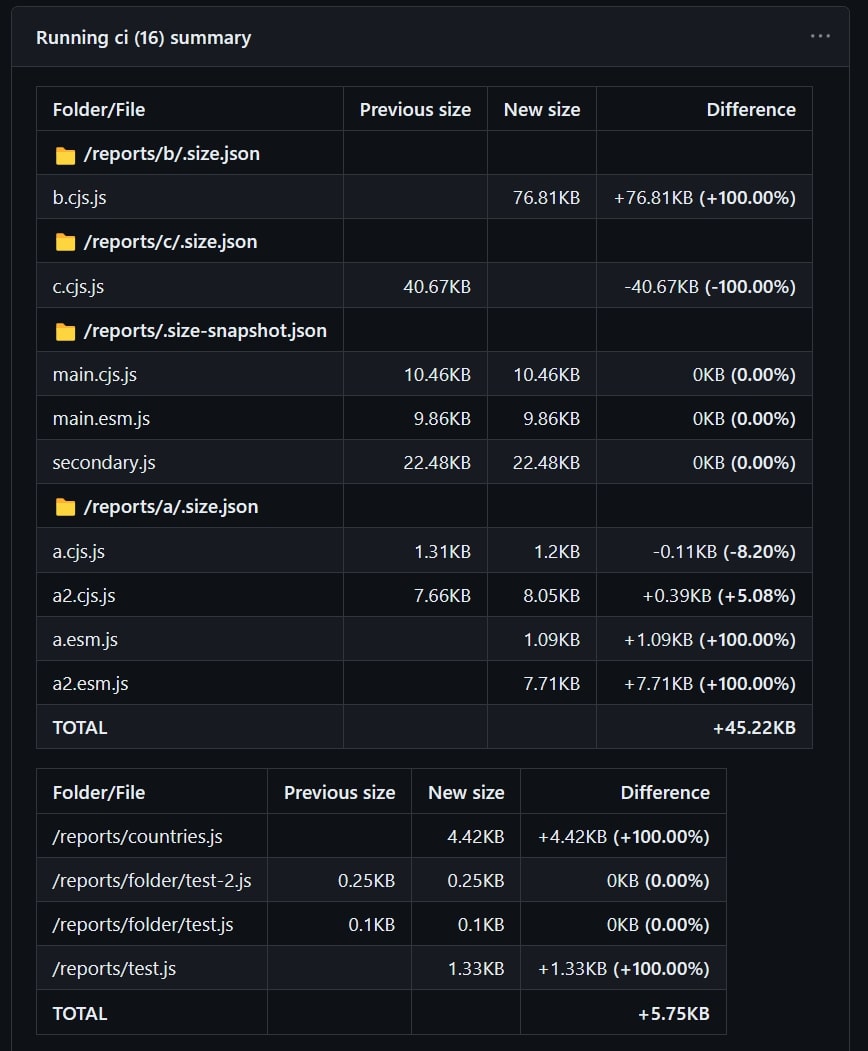 Running ci (16) summary
Folder/File Previous size New size Difference
/reports/b/.size.json
b.cjs.js 76.81KB +76.81KB (+100.00%)
/reports/c/.size.json
c.cjs.js 40.67KB -40.67KB (-100.00%)
/reports/.size-snapshot.json
main.cjs.js 10.46KB 10.46KB 0KB (0.00%)
main.esm.js 9.86KB 9.86KB 0KB (0.00%)
secondary.js 22.48KB 22.48KB 0KB (0.00%)
/reports/a/.size.json
a.cjs.js 1.31KB 1.2KB -0.11KB (-8.20%)
a2.cjs.js 7.66KB 8.05KB +0.39KB (+5.08%)
a.esm.js 1.09KB +1.09KB (+100.00%)
a2.esm.js 7.71KB +7.71KB (+100.00%)
TOTAL +45.22KB
Folder/File Previous size New size Difference
/reports/countries.js 4.42KB +4.42KB (+100.00%)
/reports/folder/test-2.js 0.25KB 0.25KB 0KB (0.00%)
/reports/folder/test.js 0.1KB 0.1KB 0KB (0.00%)
/reports/test.js 1.33KB +1.33KB (+100.00%)
TOTAL +5.75KB